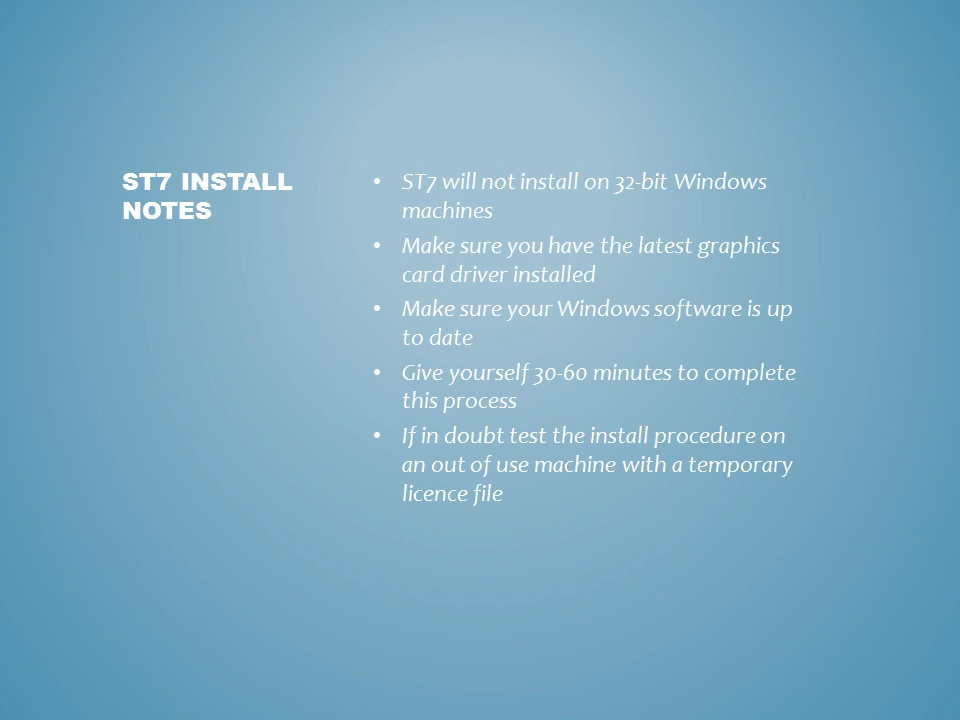 ST7 INSTALL
NOTES
• ST7 will not install on 32-bit Windows
machines
• Make sure you have the latest graphics
card driver installed
• Make sure your Windows software is up
to date
• Give yourself 30-60 minutes to complete
this process
• If in doubt test the install procedure on
an out of use machine with a temporary
licence file